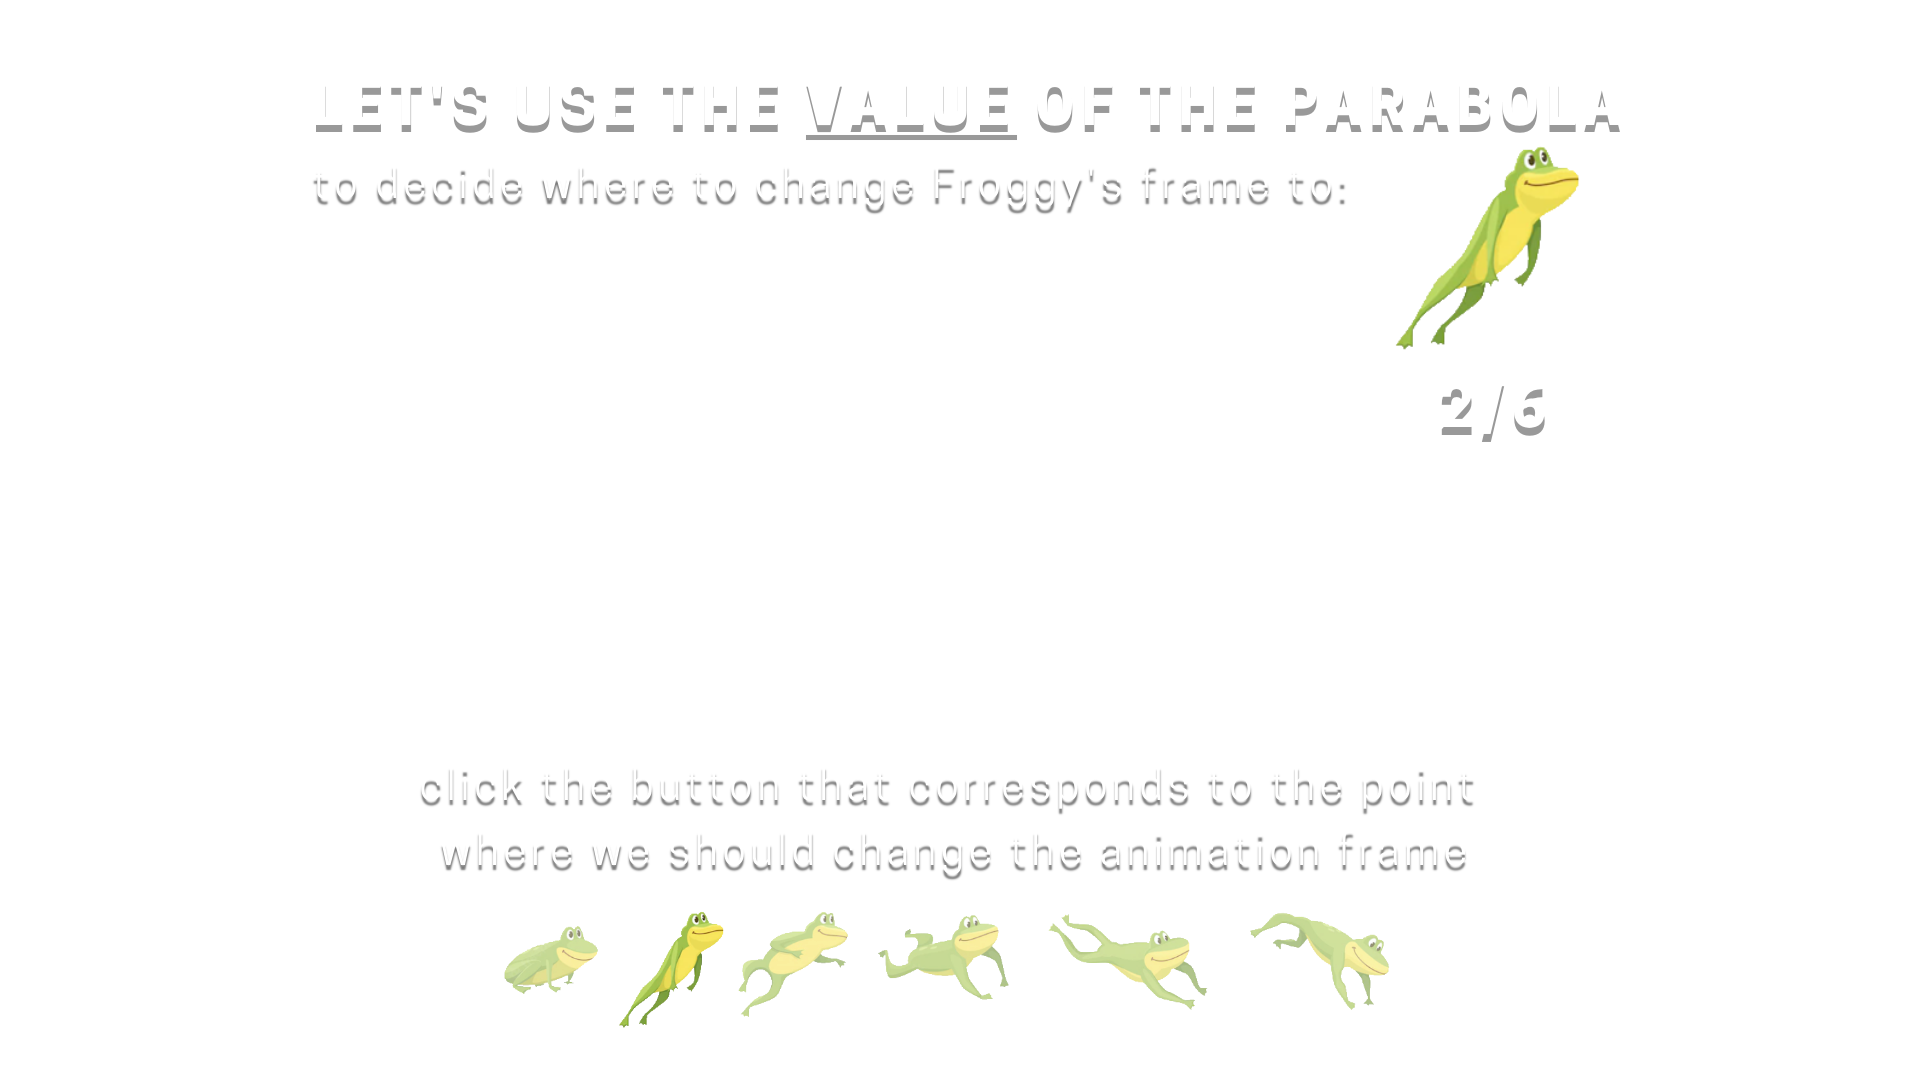 LET'S USE THE VALUE OF THE PARABOLA
to decide where to change Froggy's frame to:
2/6
click the button that corresponds to the point
where we should change the animation frame